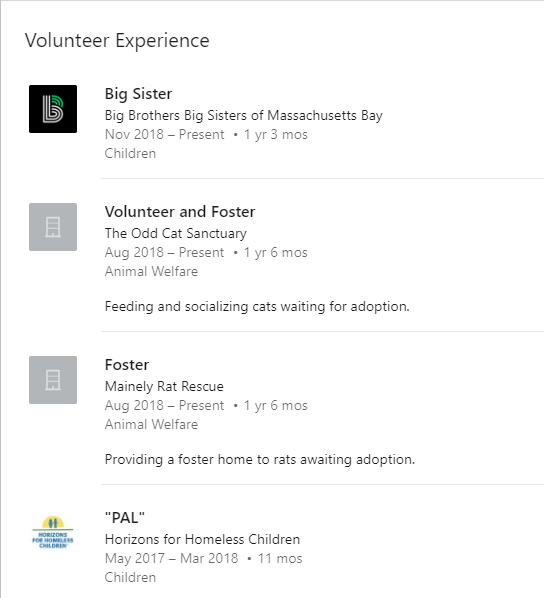 Volunteer Experience
Big Sister
Big Brothers Big Sisters of Massachusetts Bay
Nov 2018 – Present • 1 yr 3 mos
Children
Volunteer and Foster
The Odd Cat Sanctuary
Aug 2018 – Present • 1 yr 6 mos
Animal Welfare
Feeding and socializing cats waiting for adoption.
Foster
Mainely Rat Rescue
Aug 2018 – Present • 1 yr 6 mos
Animal Welfare
Providing a foster home to rats awaiting adoption.
"PAL"
HORIZONS
FOR HOMELESS
CHILDREN
Horizons for Homeless Children
May 2017 – Mar 2018 • 11 mos
Children